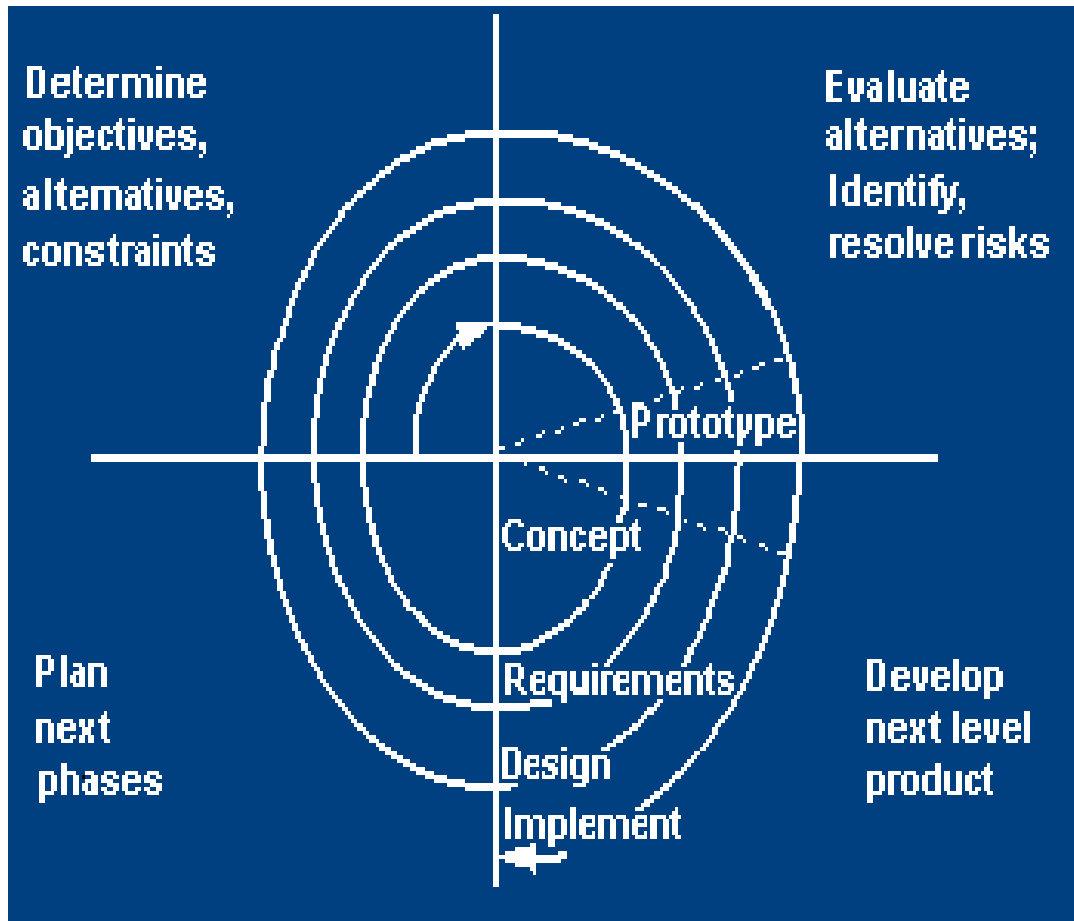 Determine
objectives,
alternatives,
constraints
Evaluate
alternatives;
Identify,
resolve risks
Prototype
Concept
Requirements
Design
Implement
Plan
next
phases
Develop
next level
product